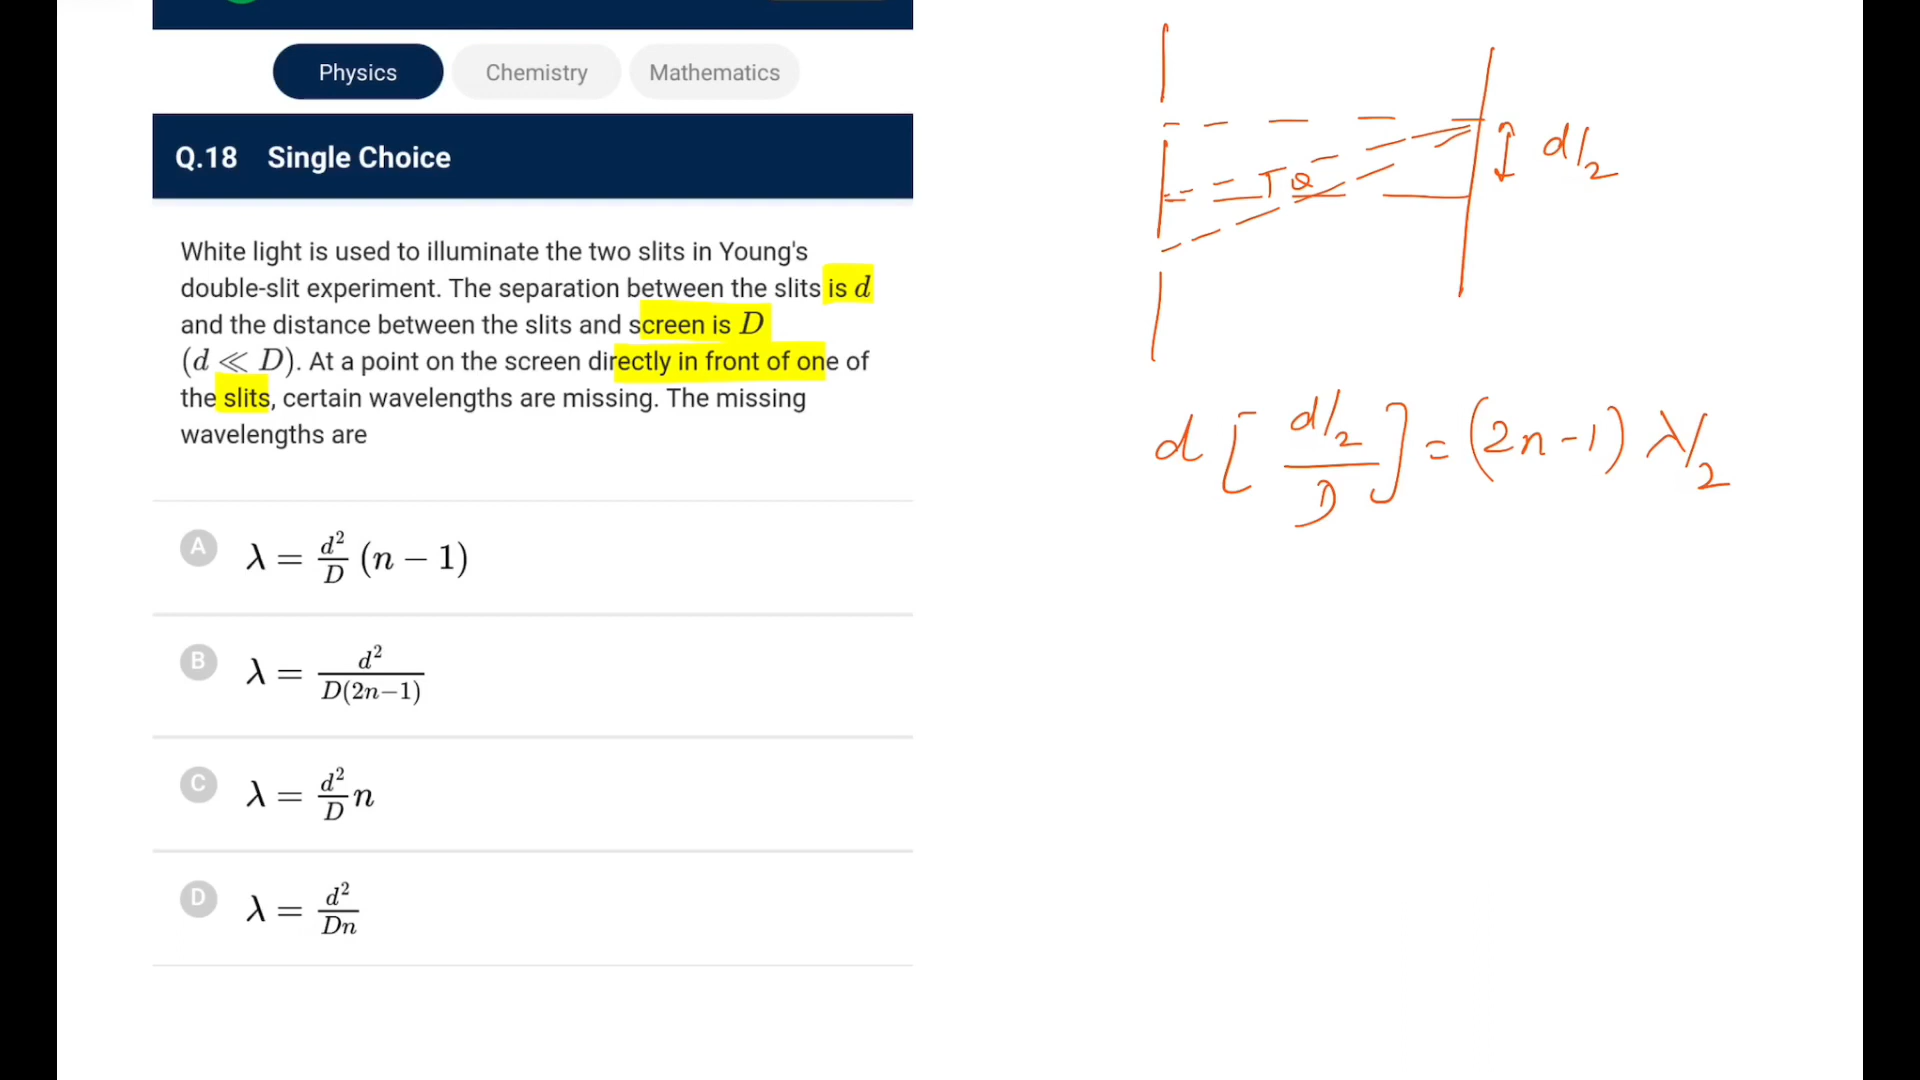 Physics Chemistry Mathematics
Q.18 Single Choice
White light is used to illuminate the two slits in Young's
double-slit experiment. The separation between the slits is d
and the distance between the slits and screen is D
(d ≪ D). At a point on the screen directly in front of one of
the slits, certain wavelengths are missing. The missing
wavelengths are
A λ = d²/D (n − 1)
B λ = d²/D(2n−1)
C λ = d²/D n
D λ = d²/Dn
d/2
θ
d [ d/2 / D ] = (2n-1) λ/2